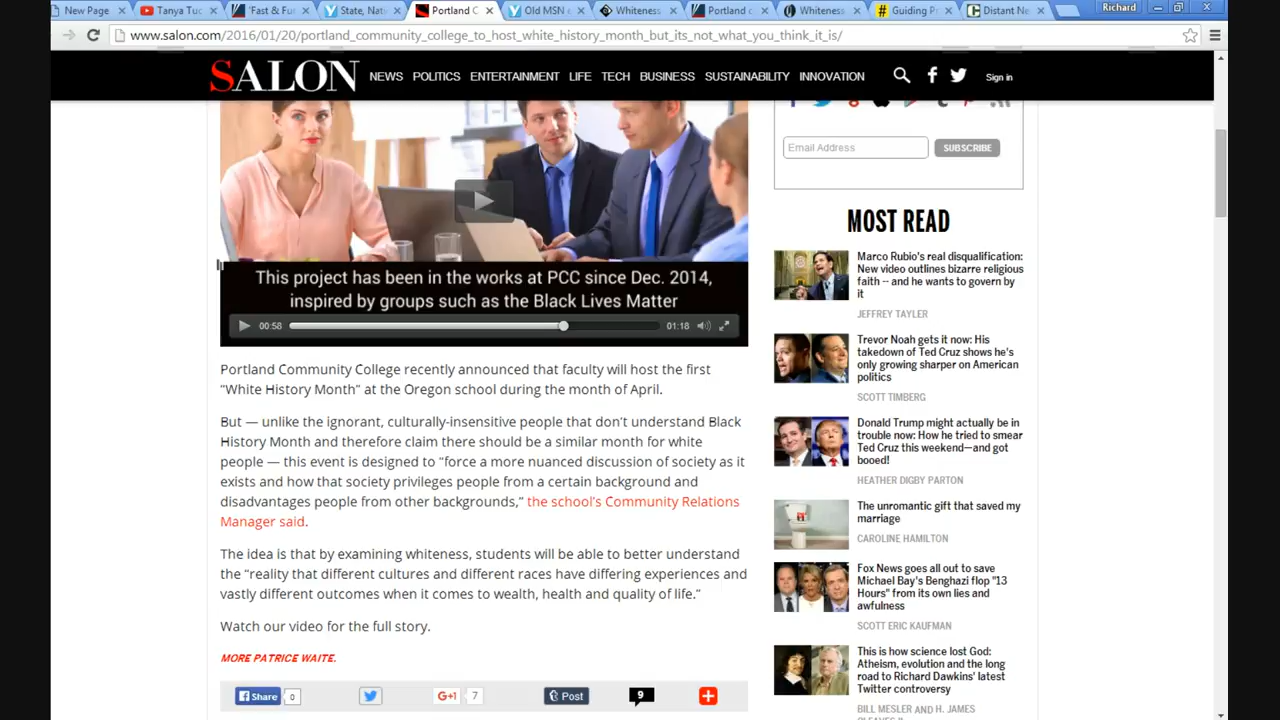 New Page
Tanya Tuc
'Fast & Fu
State, Nati
Portland C
Old MSN
Whiteness
Portland c
Whiteness
Guiding Pr
Distant Ne
Richard
www.salon.com/2016/01/20/portland_community_college_to_host_white_history_month_but_its_not_what_you_think_it_is/
SALON
NEWS POLITICS ENTERTAINMENT LIFE TECH BUSINESS SUSTAINABILITY INNOVATION
Sign in
This project has been in the works at PCC since Dec. 2014,
inspired by groups such as the Black Lives Matter
00:58
01:18
Portland Community College recently announced that faculty will host the first
"White History Month" at the Oregon school during the month of April.
But — unlike the ignorant, culturally-insensitive people that don't understand Black
History Month and therefore claim there should be a similar month for white
people — this event is designed to "force a more nuanced discussion of society as it
exists and how that society privileges people from a certain background and
disadvantages people from other backgrounds," the school's Community Relations
Manager said.
The idea is that by examining whiteness, students will be able to better understand
the "reality that different cultures and different races have differing experiences and
vastly different outcomes when it comes to wealth, health and quality of life."
Watch our video for the full story.
MORE PATRICE WAITE.
Share 0
G+1 7
Post
9
Email Address
SUBSCRIBE
MOST READ
Marco Rubio's real disqualification:
New video outlines bizarre religious
faith -- and he wants to govern by
it
JEFFREY TAYLER
Trevor Noah gets it now: His
takedown of Ted Cruz shows he's
only growing sharper on American
politics
SCOTT TIMBERG
Donald Trump might actually be in
trouble now: How he tried to smear
Ted Cruz this weekend—and got
booed!
HEATHER DIGBY PARTON
The unromantic gift that saved my
marriage
CAROLINE HAMILTON
Fox News goes all out to save
Michael Bay's Benghazi flop "13
Hours" from its own lies and
awfulness
SCOTT ERIC KAUFMAN
This is how science lost God:
Atheism, evolution and the long
road to Richard Dawkins' latest
Twitter controversy
BILL MESLER AND H. JAMES